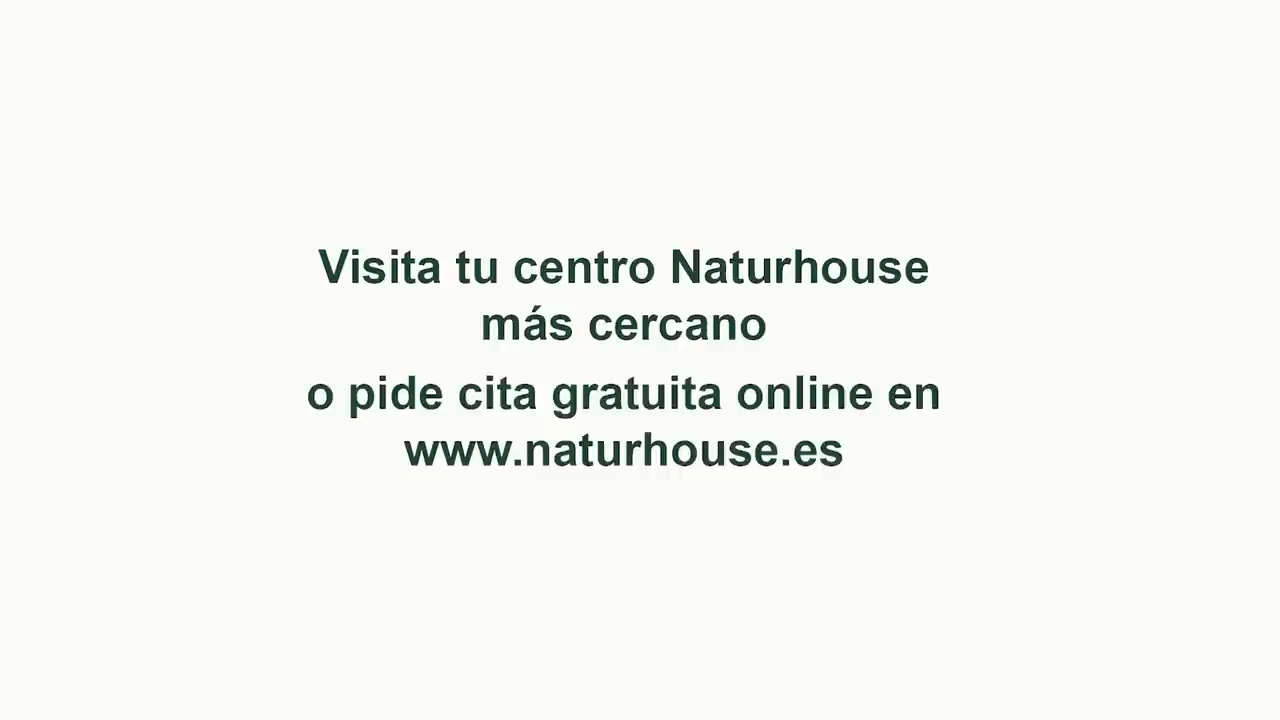 Visita tu centro Naturhouse
más cercano
o pide cita gratuita online en
www.naturhouse.es